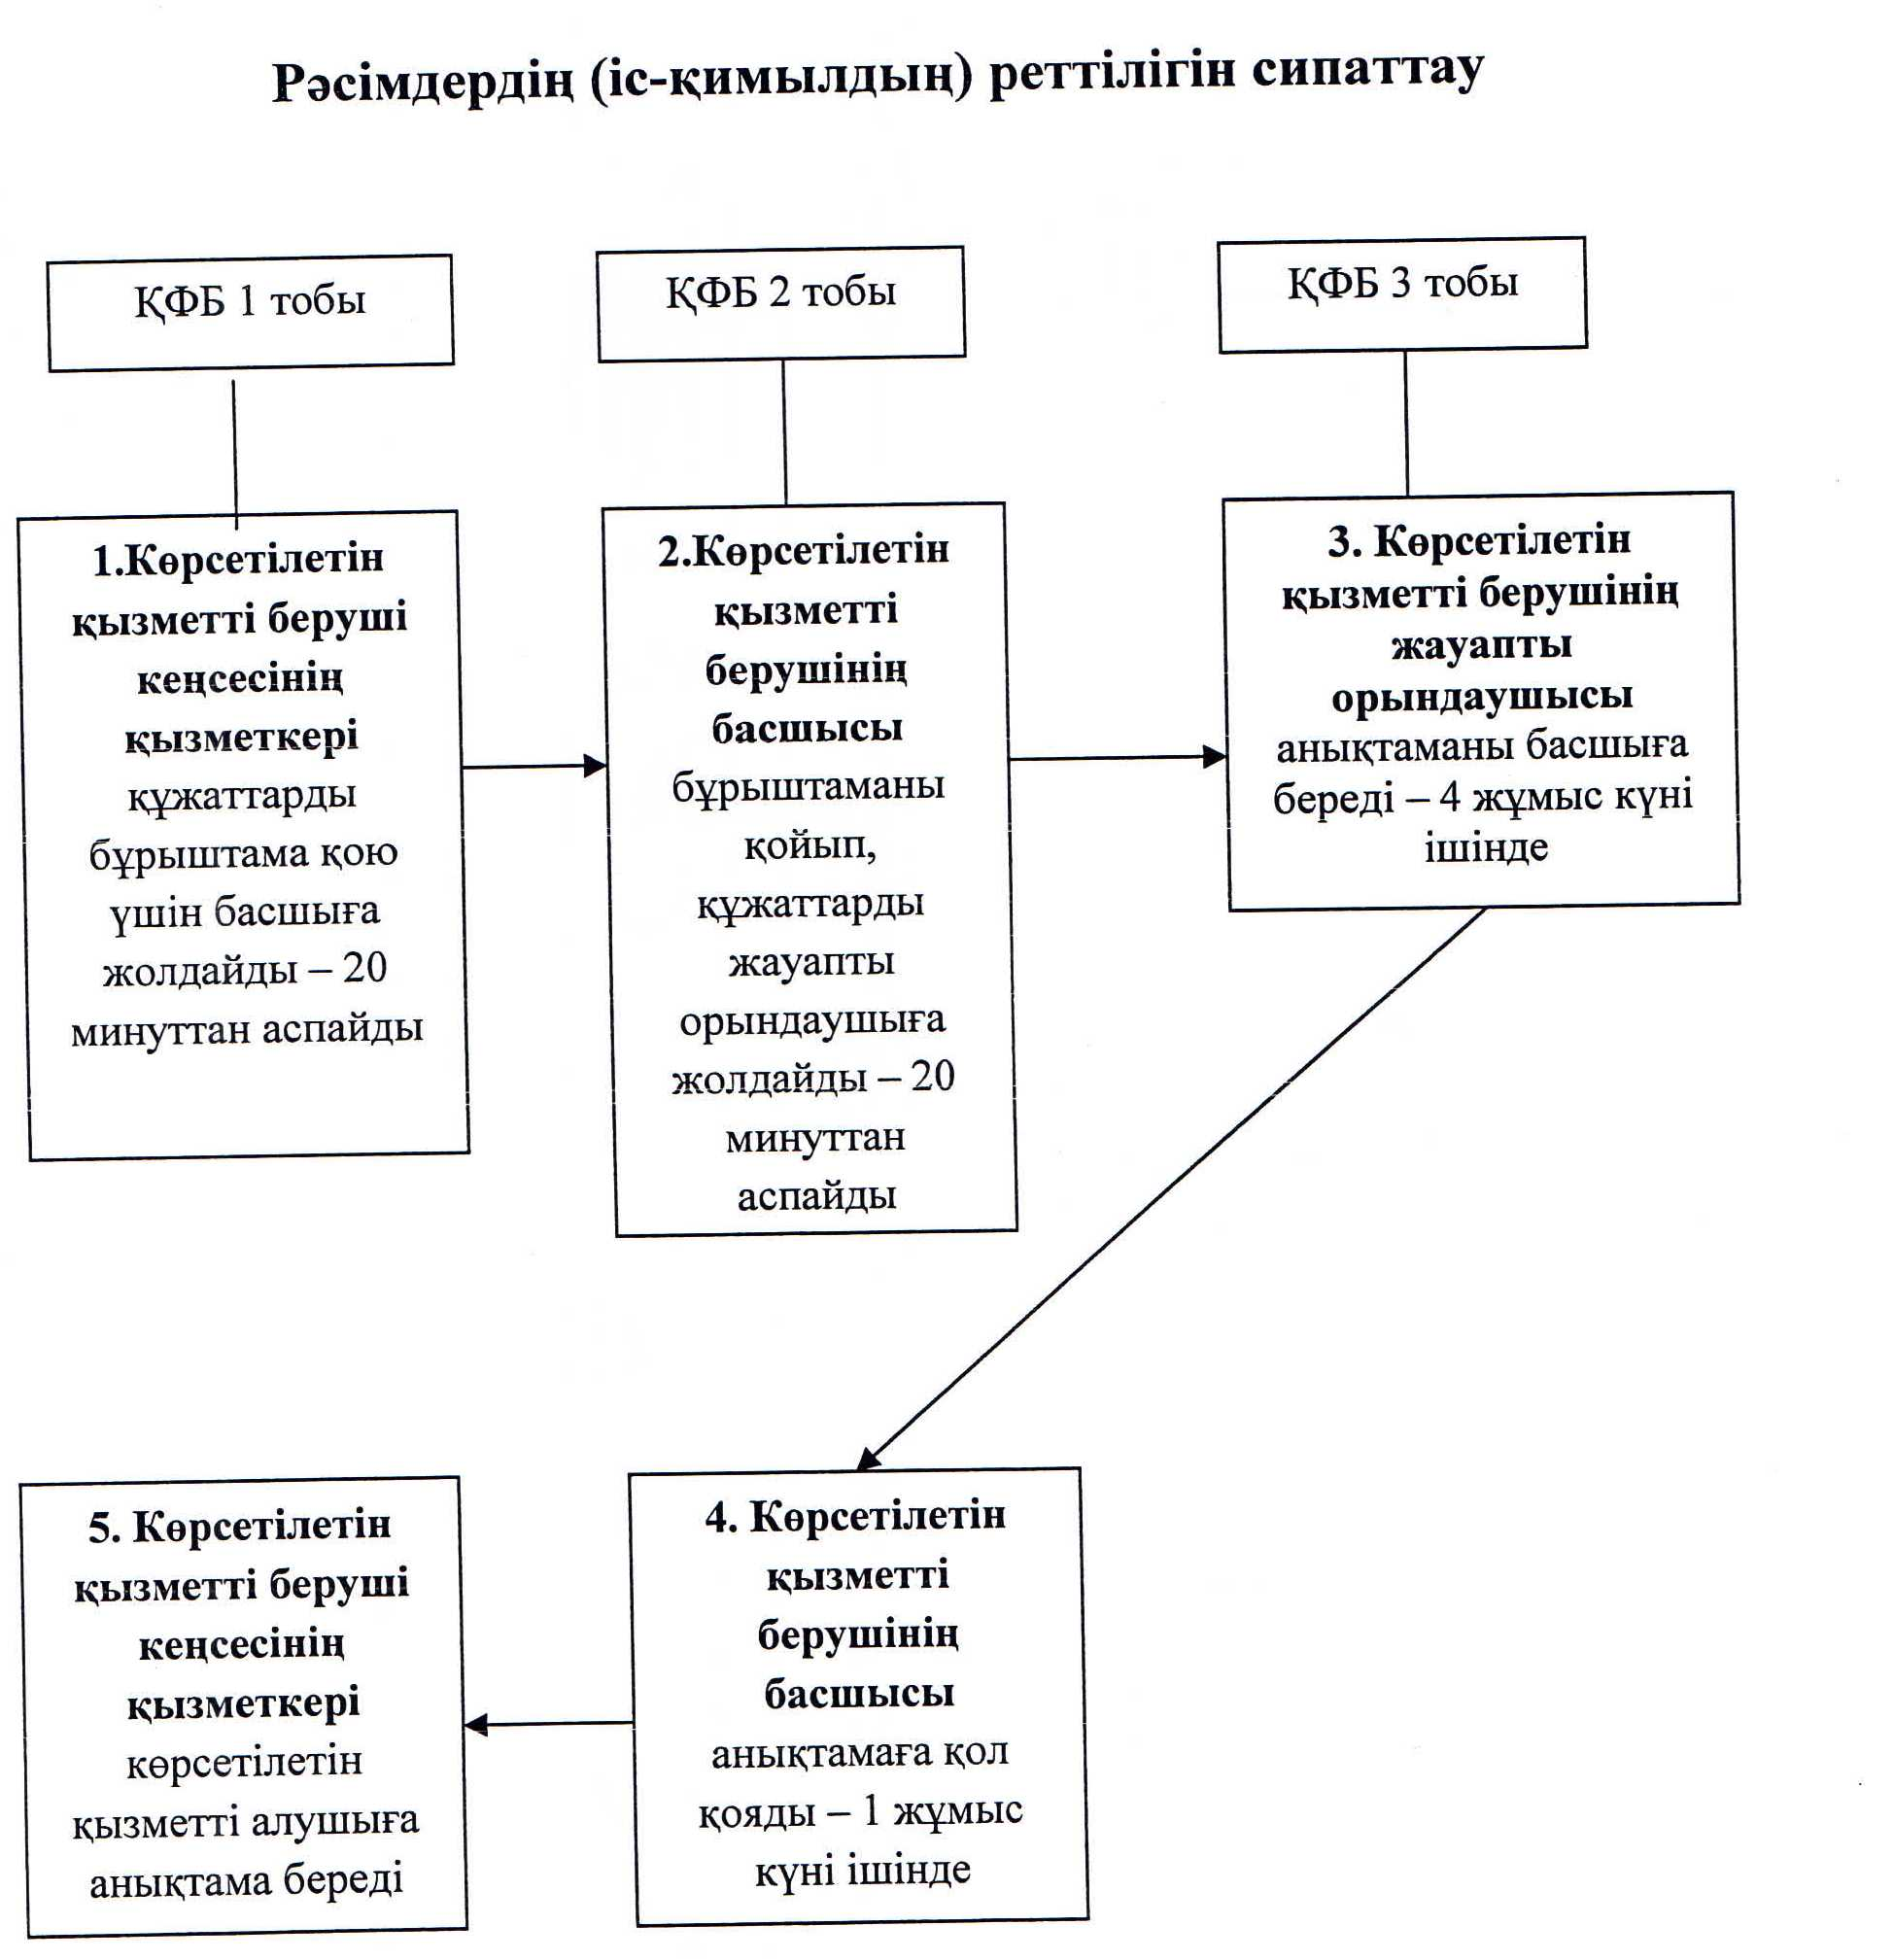 Рәсімдердің (іс-қимылдың) реттілігін сипаттау
ҚФБ 1 тобы
ҚФБ 2 тобы
ҚФБ 3 тобы
1.Көрсетілетін
қызметті беруші
кеңсесінің
қызметкері
құжаттарды
бұрыштама қою
үшін басшыға
жолдайды – 20
минуттан аспайды
2.Көрсетілетін
қызметті
берушінің
басшысы
бұрыштаманы
қойып,
құжаттарды
жауапты
орындаушыға
жолдайды – 20
минуттан
аспайды
3. Көрсетілетін
қызметті берушінің
жауапты
орындаушысы
анықтаманы басшыға
береді – 4 жұмыс күні
ішінде
4. Көрсетілетін
қызметті
берушінің
басшысы
анықтамаға қол
қояды – 1 жұмыс
күні ішінде
5. Көрсетілетін
қызметті беруші
кеңсесінің
қызметкері
көрсетілетін
қызметті алушыға
анықтама береді